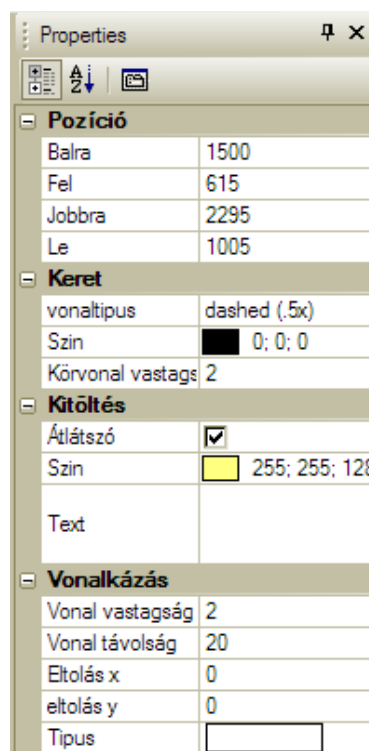 Properties
Pozíció
Balra 1500
Fel 615
Jobbra 2295
Le 1005
Keret
vonaltipus dashed (.5x)
Szin 0; 0; 0
Körvonal vastags 2
Kitöltés
Átlátszó
Szin 255; 255; 128
Text
Vonalkázás
Vonal vastagság 2
Vonal távolság 20
Eltolás x 0
eltolás y 0
Tipus